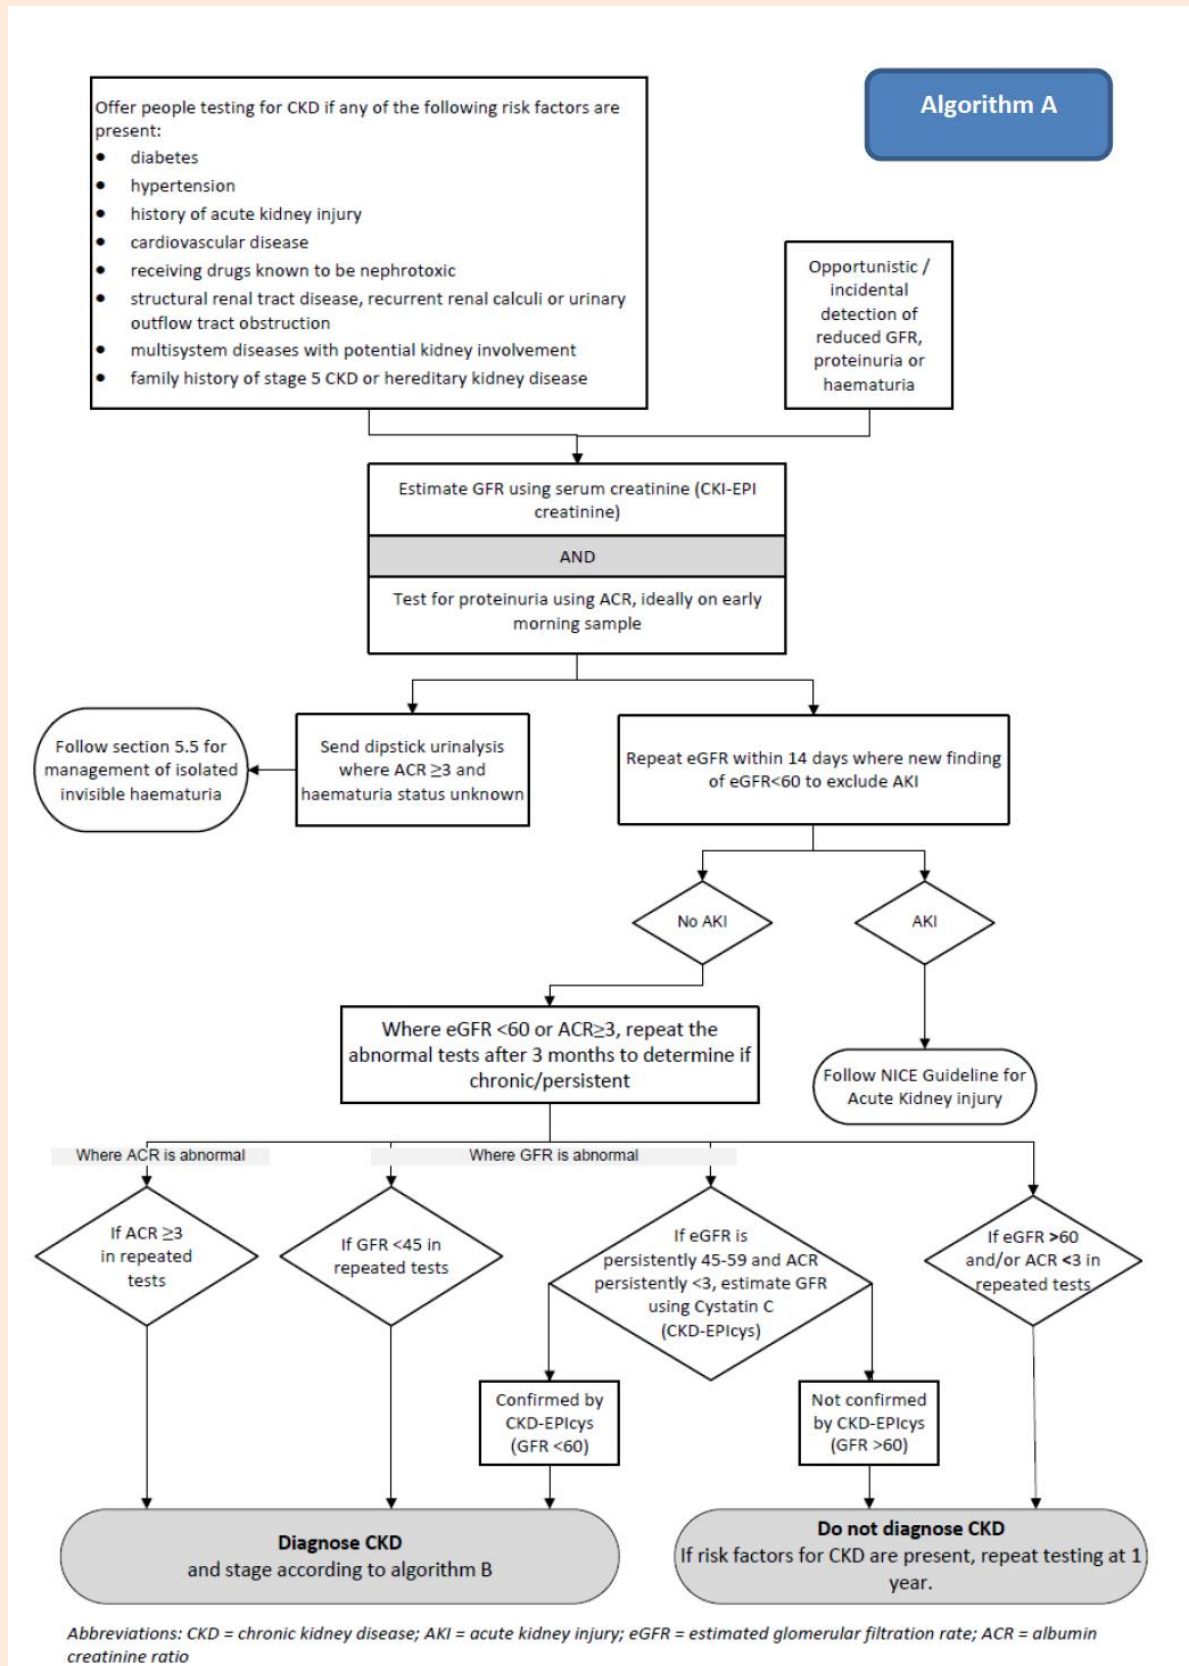 Algorithm A
Offer people testing for CKD if any of the following risk factors are
present:
● diabetes
● hypertension
● history of acute kidney injury
● cardiovascular disease
● receiving drugs known to be nephrotoxic
● structural renal tract disease, recurrent renal calculi or urinary
outflow tract obstruction
● multisystem diseases with potential kidney involvement
● family history of stage 5 CKD or hereditary kidney disease
Opportunistic /
incidental
detection of
reduced GFR,
proteinuria or
haematuria
Estimate GFR using serum creatinine (CKI-EPI
creatinine)
AND
Test for proteinuria using ACR, ideally on early
morning sample
Follow section 5.5 for
management of isolated
invisible haematuria
Send dipstick urinalysis
where ACR ≥3 and
haematuria status unknown
Repeat eGFR within 14 days where new finding
of eGFR<60 to exclude AKI
No AKI
AKI
Where eGFR <60 or ACR≥3, repeat the
abnormal tests after 3 months to determine if
chronic/persistent
Follow NICE Guideline for
Acute Kidney injury
Where ACR is abnormal
Where GFR is abnormal
If ACR ≥3
in repeated
tests
If GFR <45 in
repeated tests
If eGFR is
persistently 45-59 and ACR
persistently <3, estimate GFR
using Cystatin C
(CKD-EPIcys)
If eGFR >60
and/or ACR <3 in
repeated tests
Confirmed by
CKD-EPIcys
(GFR <60)
Not confirmed
by CKD-EPIcys
(GFR >60)
Diagnose CKD
and stage according to algorithm B
Do not diagnose CKD
If risk factors for CKD are present, repeat testing at 1
year.
Abbreviations: CKD = chronic kidney disease; AKI = acute kidney injury; eGFR = estimated glomerular filtration rate; ACR = albumin
creatinine ratio